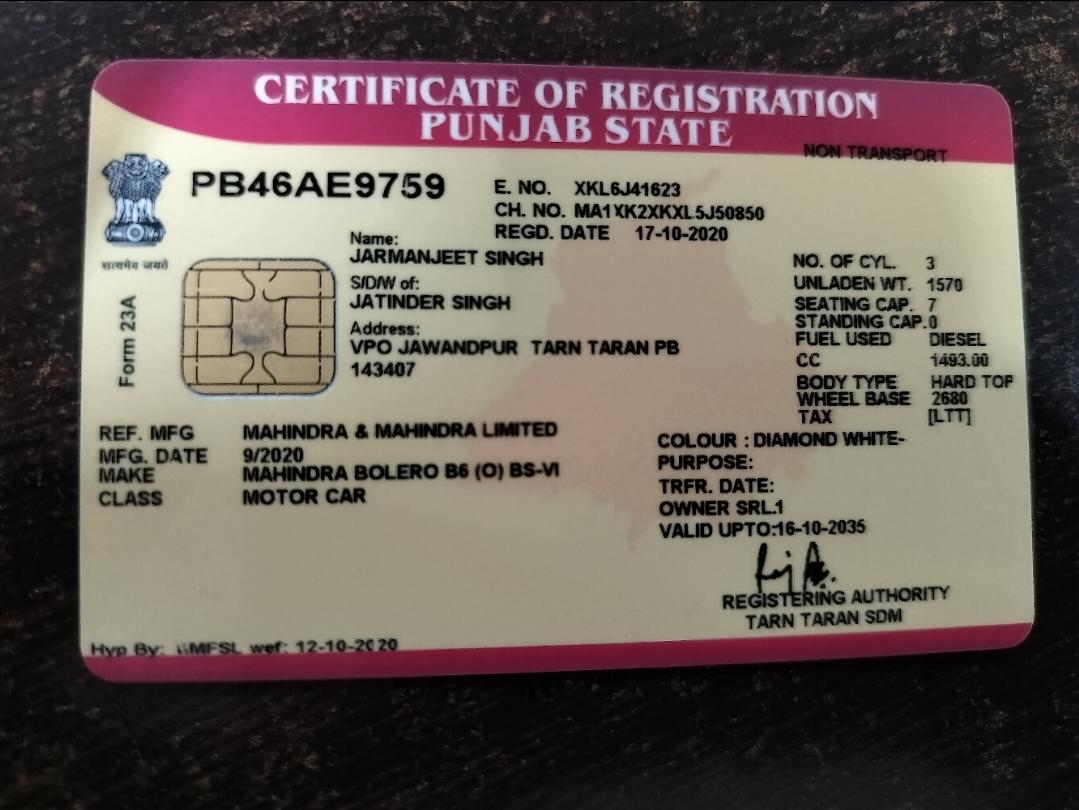 CERTIFICATE OF REGISTRATION
PUNJAB STATE
NON TRANSPORT
PB46AE9759
E. NO. XKL6J41623
CH. NO. MA1XK2XKXL5J50850
REGD. DATE 17-10-2020
सत्यमेव जयते
Form 23A
Name:
JARMANJEET SINGH
S/D/W of:
JATINDER SINGH
Address:
VPO JAWANDPUR TARN TARAN PB
143407
NO. OF CYL. 3
UNLADEN WT. 1570
SEATING CAP. 7
STANDING CAP.0
FUEL USED DIESEL
CC 1493.00
BODY TYPE HARD TOP
WHEEL BASE 2680
TAX [LTT]
REF. MFG MAHINDRA & MAHINDRA LIMITED
MFG. DATE 9/2020
MAKE MAHINDRA BOLERO B6 (O) BS-VI
CLASS MOTOR CAR
COLOUR : DIAMOND WHITE-
PURPOSE:
TRFR. DATE:
OWNER SRL.1
VALID UPTO:16-10-2035
REGISTERING AUTHORITY
TARN TARAN SDM
Hyp By: wef: 12-10-2020